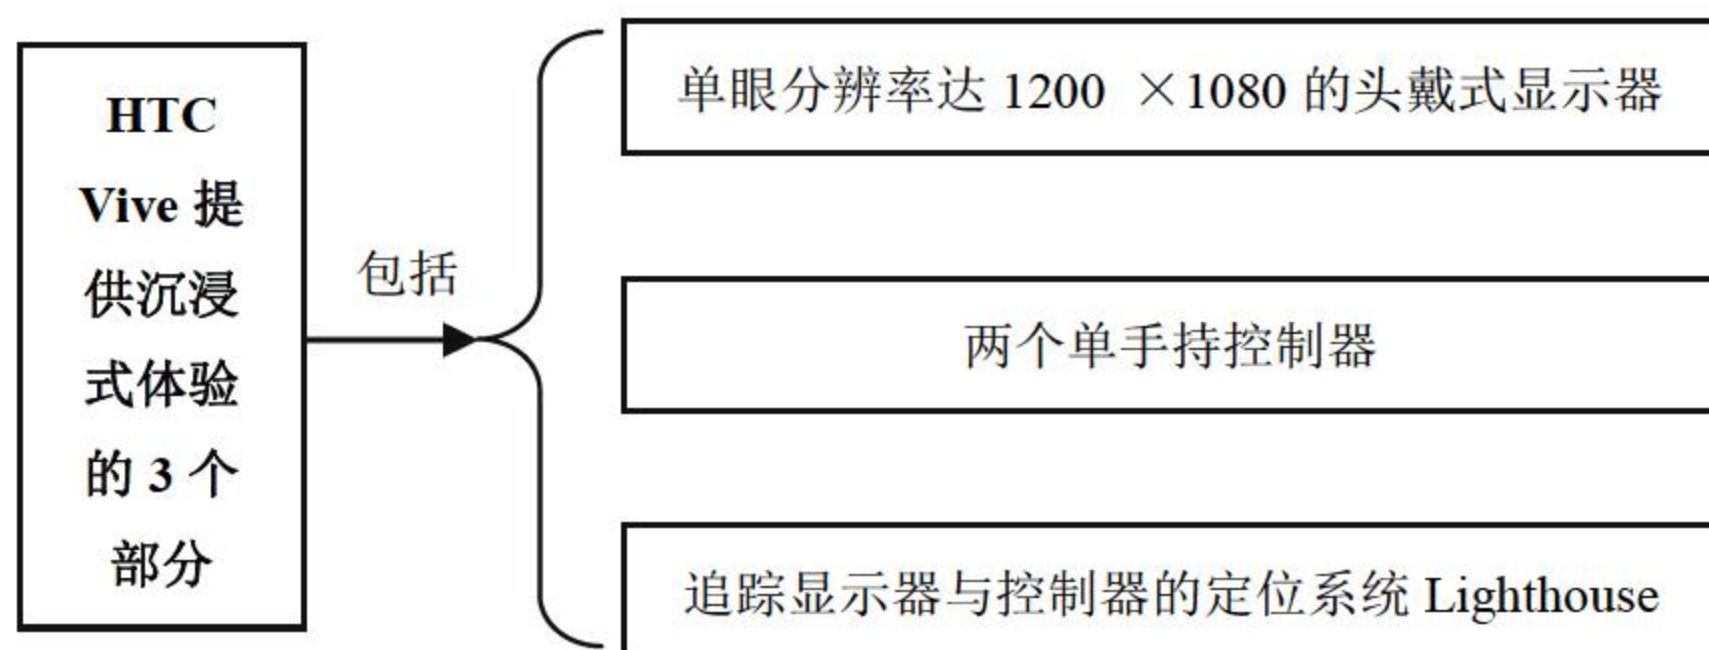 HTC
Vive 提
供沉浸
式体验
的 3 个
部分
包括
单眼分辨率达 1200 ×1080 的头戴式显示器
两个单手持控制器
追踪显示器与控制器的定位系统 Lighthouse